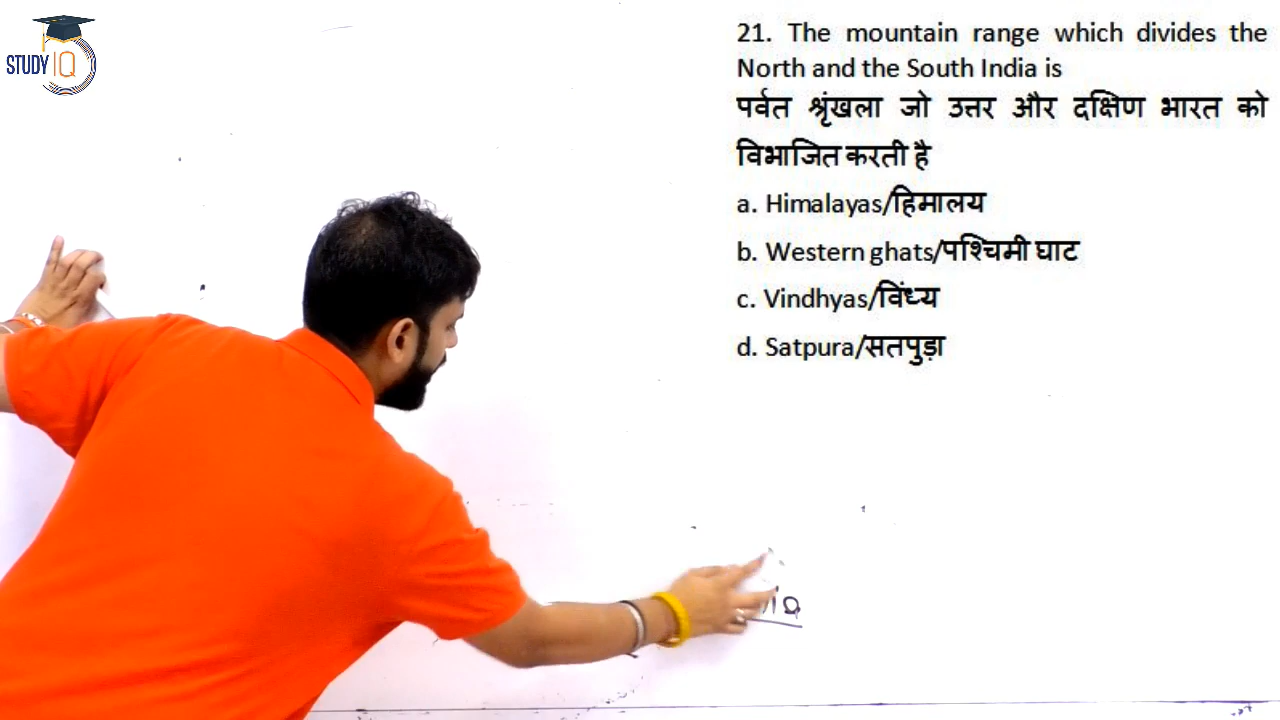 STUDY IQ
21. The mountain range which divides the
North and the South India is
पर्वत श्रृंखला जो उत्तर और दक्षिण भारत को
विभाजित करती है
a. Himalayas/हिमालय
b. Western ghats/पश्चिमी घाट
c. Vindhyas/विंध्य
d. Satpura/सतपुड़ा